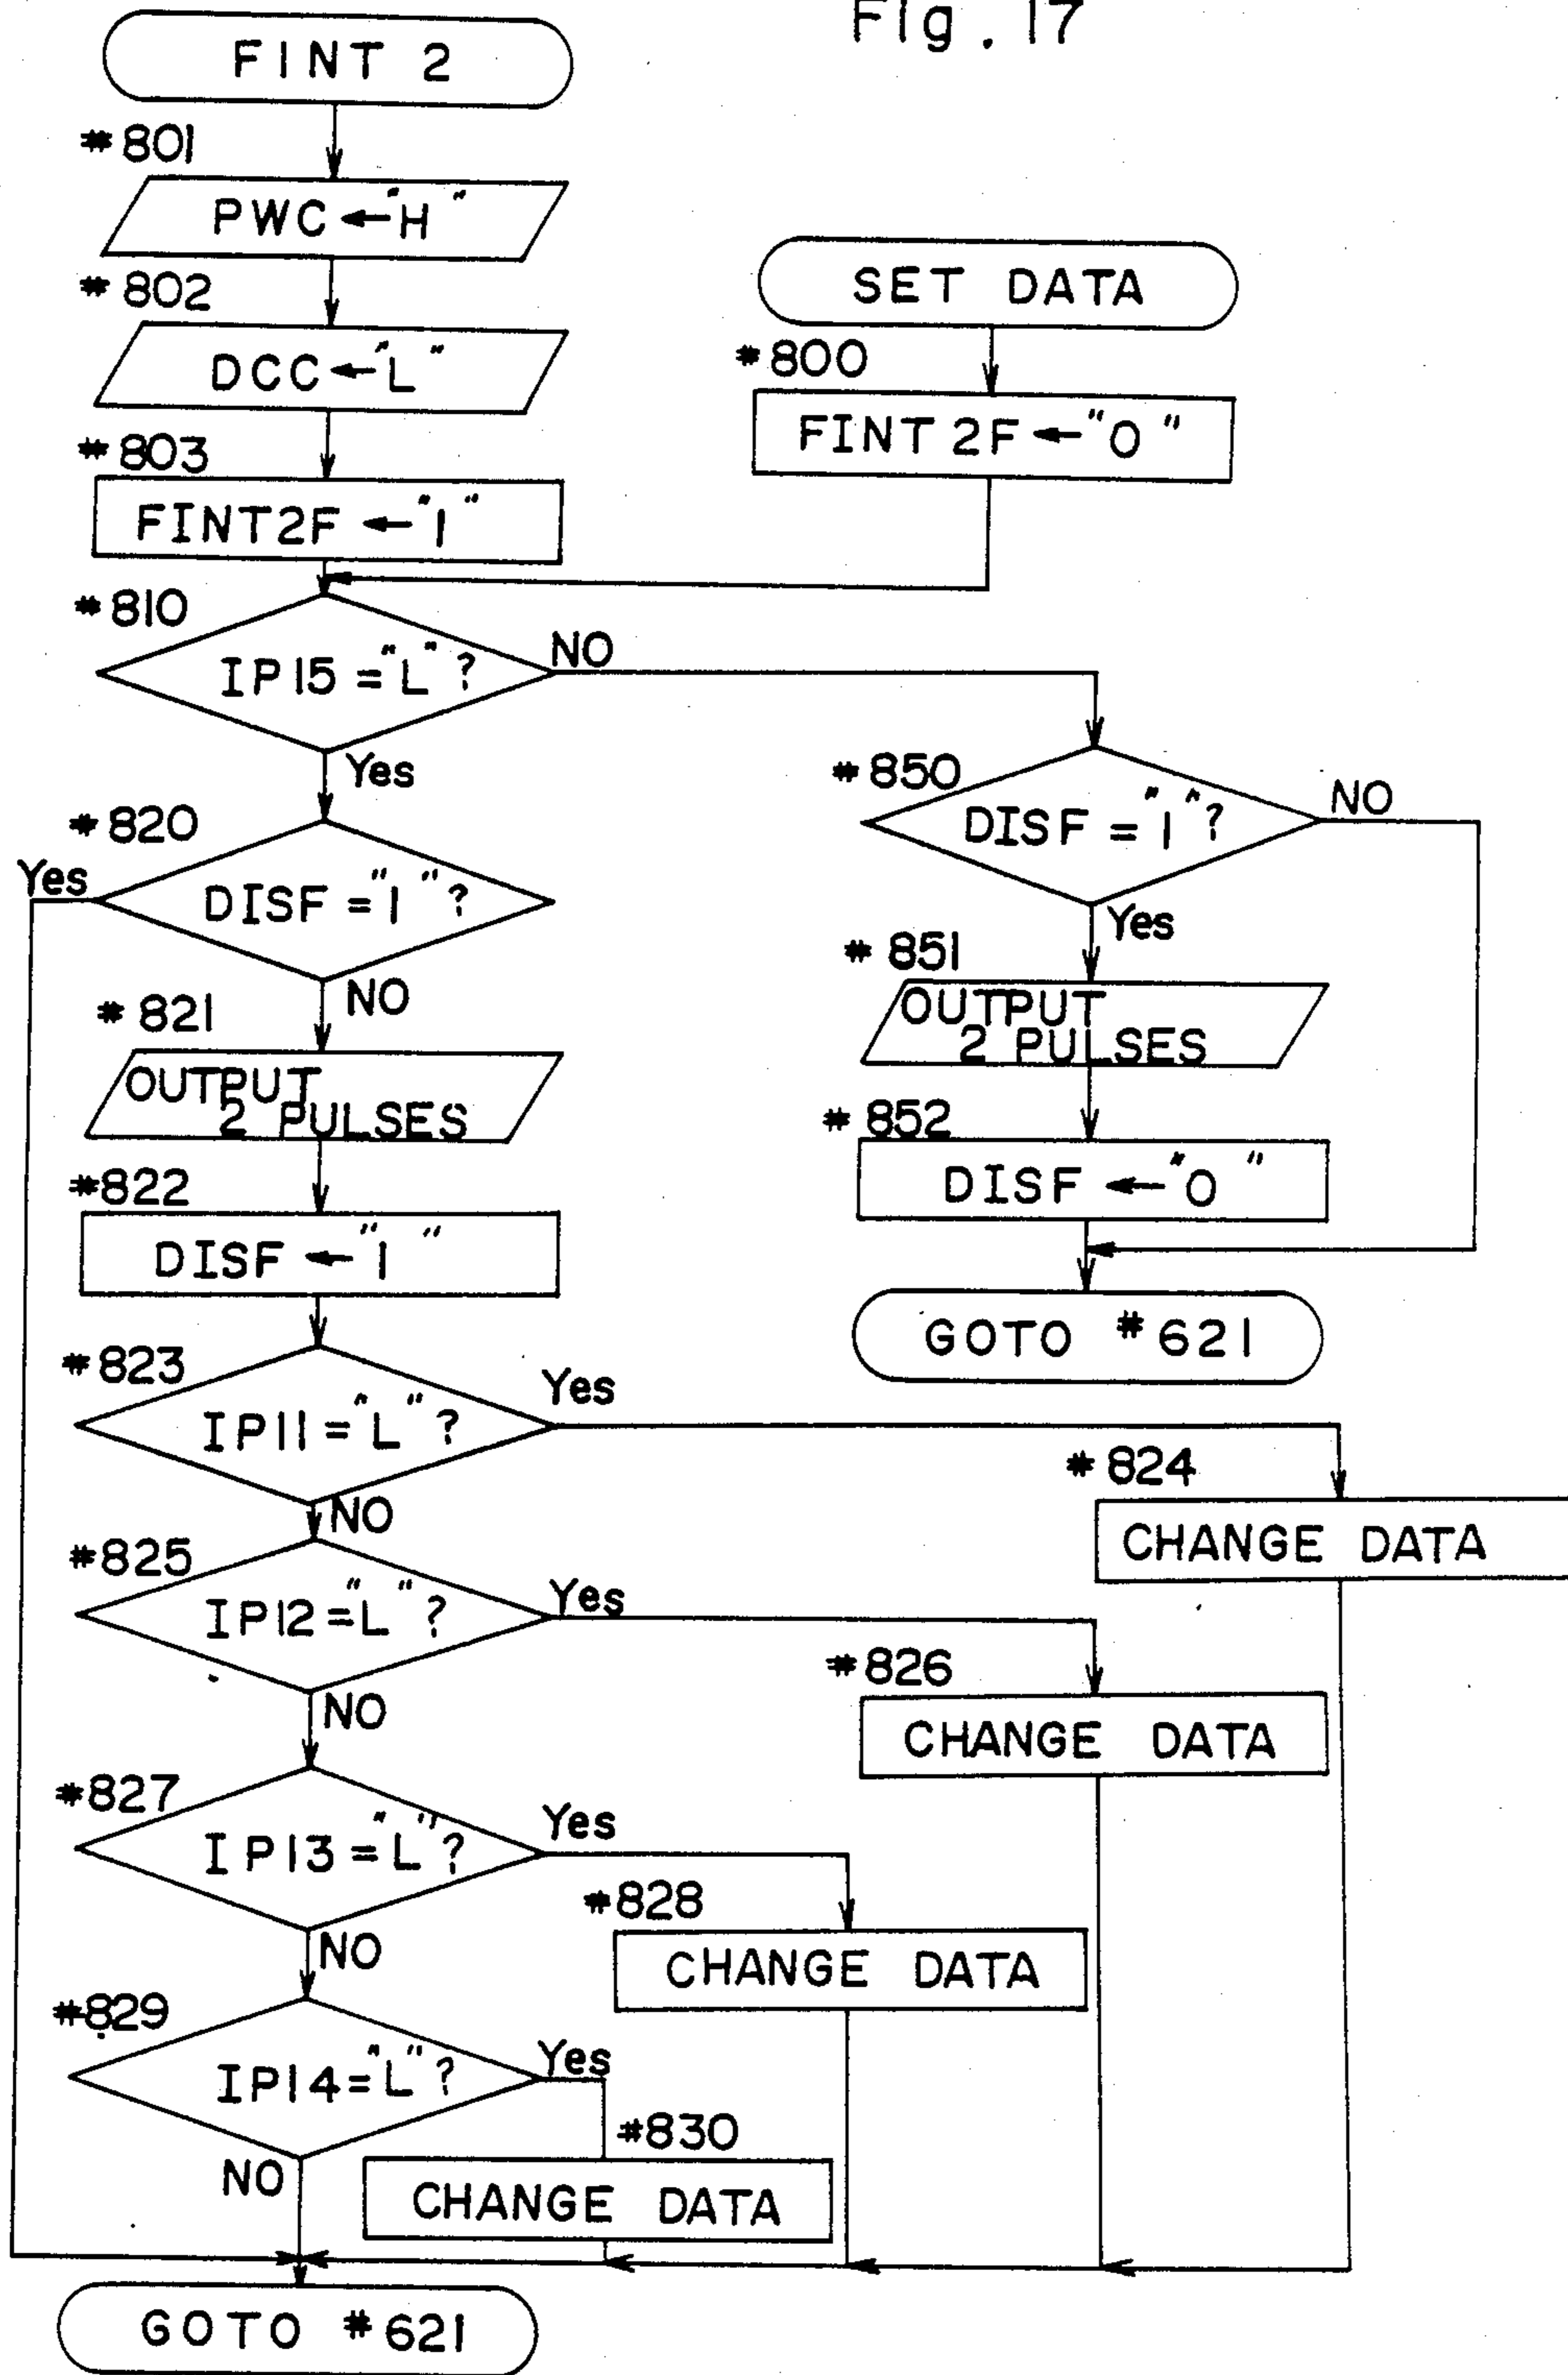 Fig. 17
FINT 2
#801
PWC ← "H"
#802
DCC ← "L"
SET DATA
#800
FINT 2F ← "0"
#803
FINT2F ← "1"
#810
IP15 = "L" ?
NO
Yes
#850
DISF = "1" ?
NO
Yes
#820
Yes
DISF = "1" ?
NO
#851
OUTPUT
2 PULSES
#821
OUTPUT
2 PULSES
#852
DISF ← "0"
#822
DISF ← "1"
GOTO #621
#823
IP11 = "L" ?
Yes
NO
#824
CHANGE DATA
#825
IP12 = "L" ?
Yes
NO
#826
CHANGE DATA
#827
IP13 = "L" ?
Yes
NO
#828
CHANGE DATA
#829
IP14 = "L" ?
Yes
NO
#830
CHANGE DATA
GOTO #621